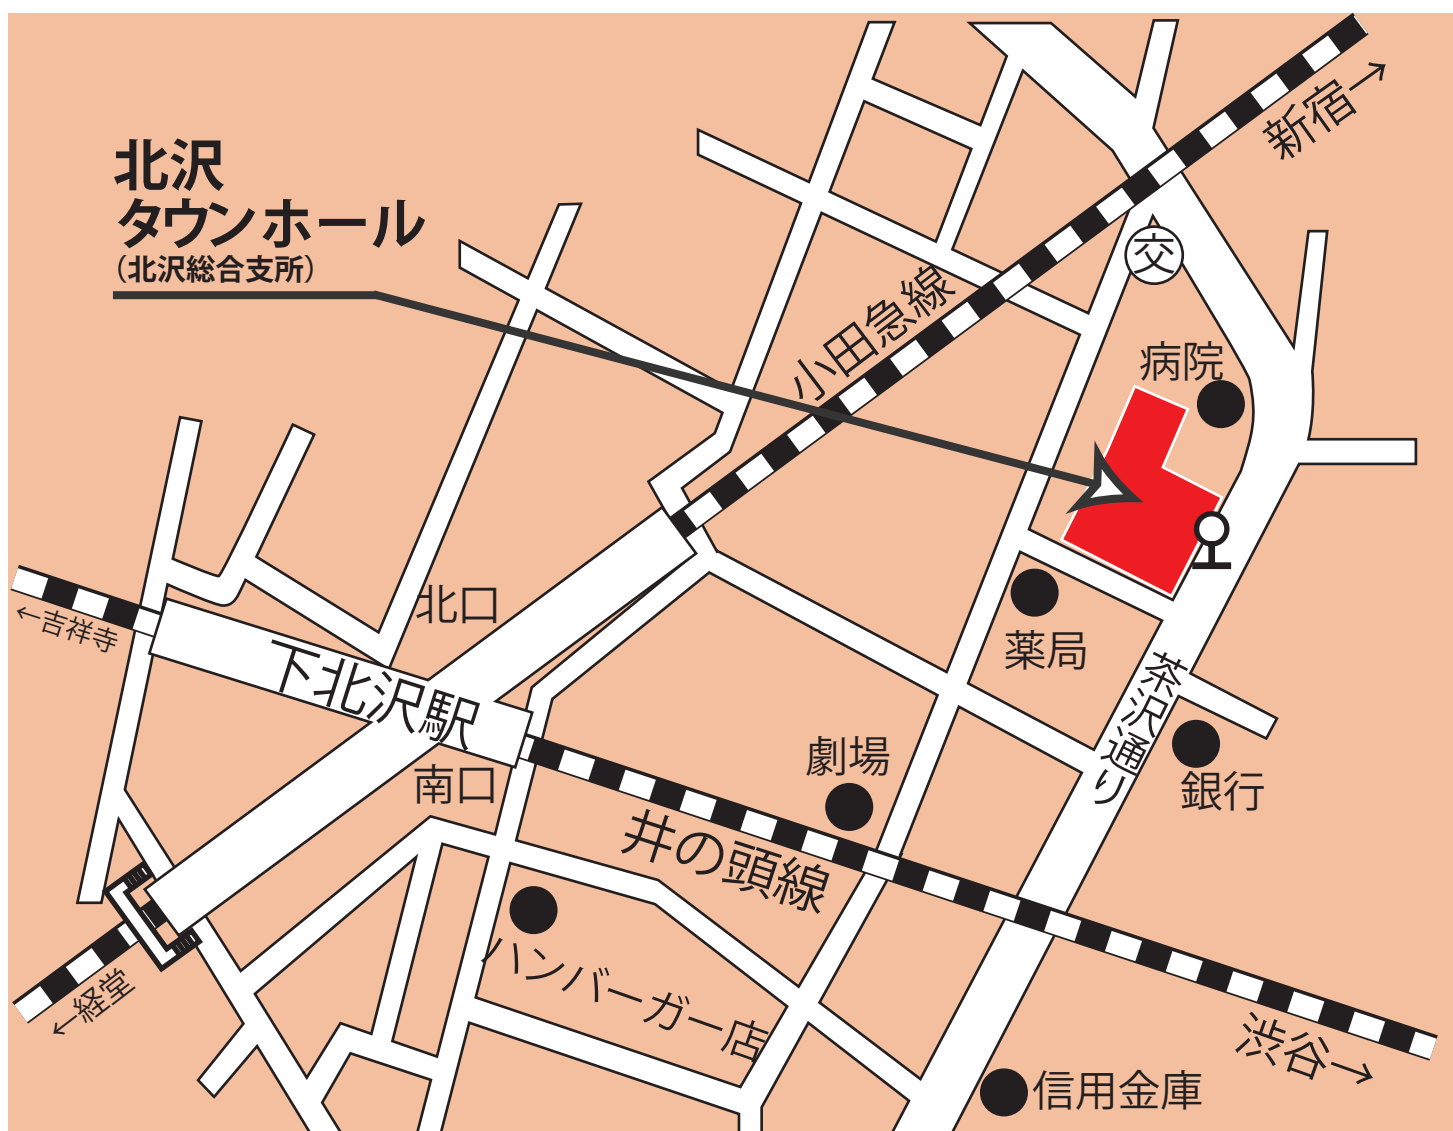 北沢
タウンホール
（北沢総合支所）
新宿→
交
小田急線
病院
北口
←吉祥寺
下北沢駅
薬局
茶沢通り
劇場
南口
銀行
井の頭線
ハンバーガー店
←経堂
渋谷→
信用金庫